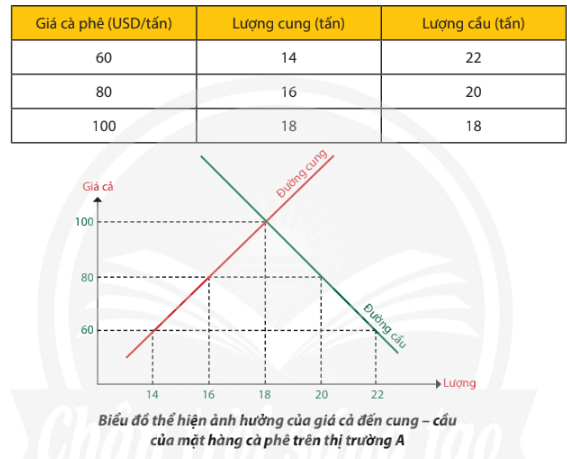 Giá cà phê (USD/tấn) Lượng cung (tấn) Lượng cầu (tấn)
60 14 22
80 16 20
100 18 18
Giá cả
Đường cung
100
80
60
Đường cầu
14 16 18 20 22
Lượng
Biểu đồ thể hiện ảnh hưởng của giá cả đến cung – cầu
của mặt hàng cà phê trên thị trường A